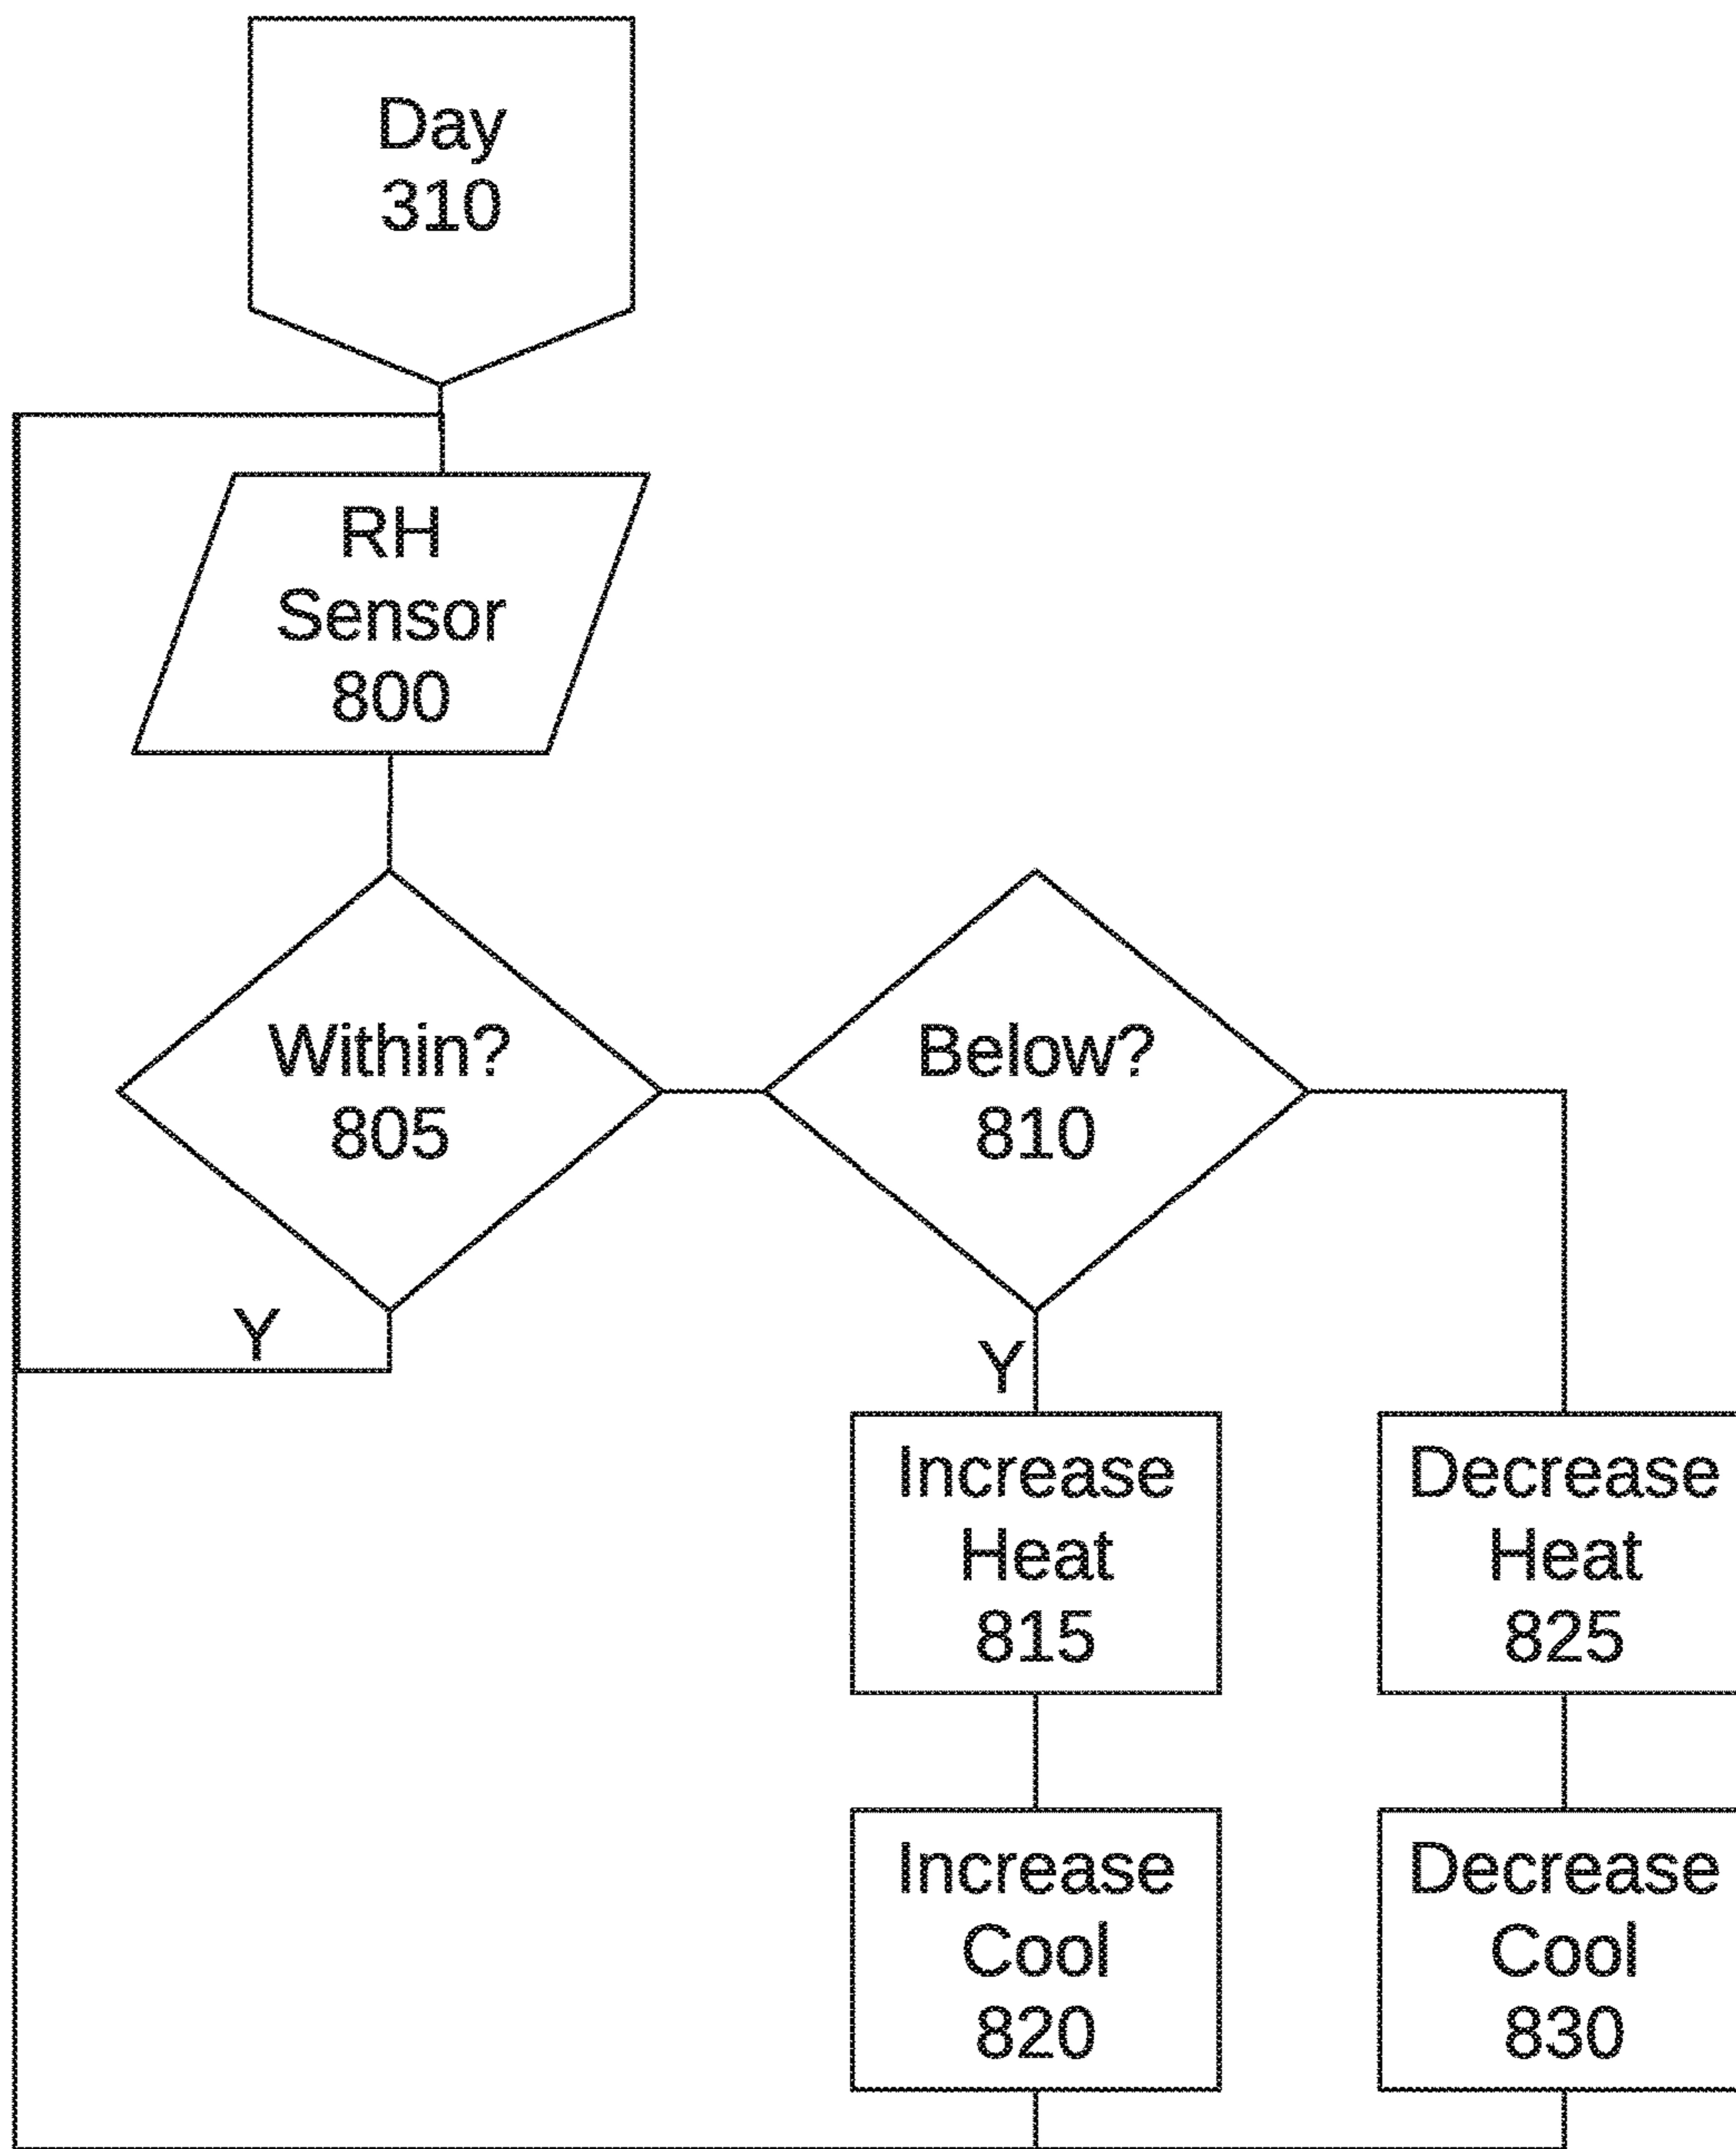 Day
310
RH
Sensor
800
Within?
805
Below?
810
Y
Y
Increase
Heat
815
Decrease
Heat
825
Increase
Cool
820
Decrease
Cool
830